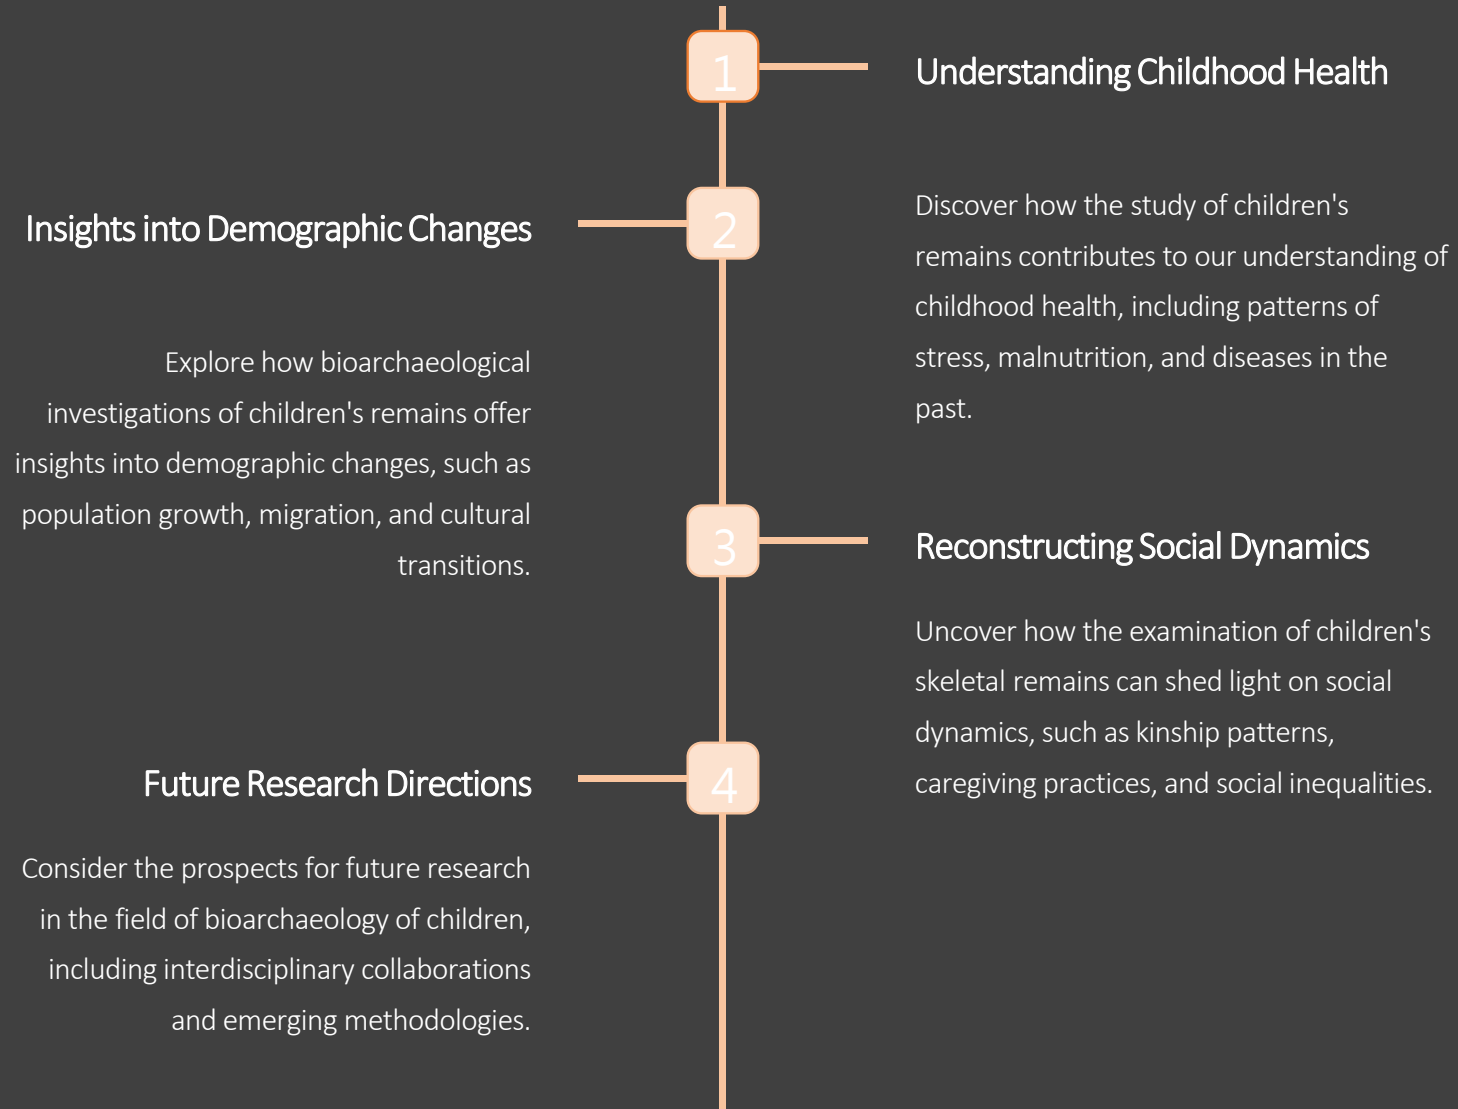 1
Understanding Childhood Health
Discover how the study of children's
remains contributes to our understanding of
childhood health, including patterns of
stress, malnutrition, and diseases in the
past.
2
Insights into Demographic Changes
Explore how bioarchaeological
investigations of children's remains offer
insights into demographic changes, such as
population growth, migration, and cultural
transitions.
3
Reconstructing Social Dynamics
Uncover how the examination of children's
skeletal remains can shed light on social
dynamics, such as kinship patterns,
caregiving practices, and social inequalities.
4
Future Research Directions
Consider the prospects for future research
in the field of bioarchaeology of children,
including interdisciplinary collaborations
and emerging methodologies.